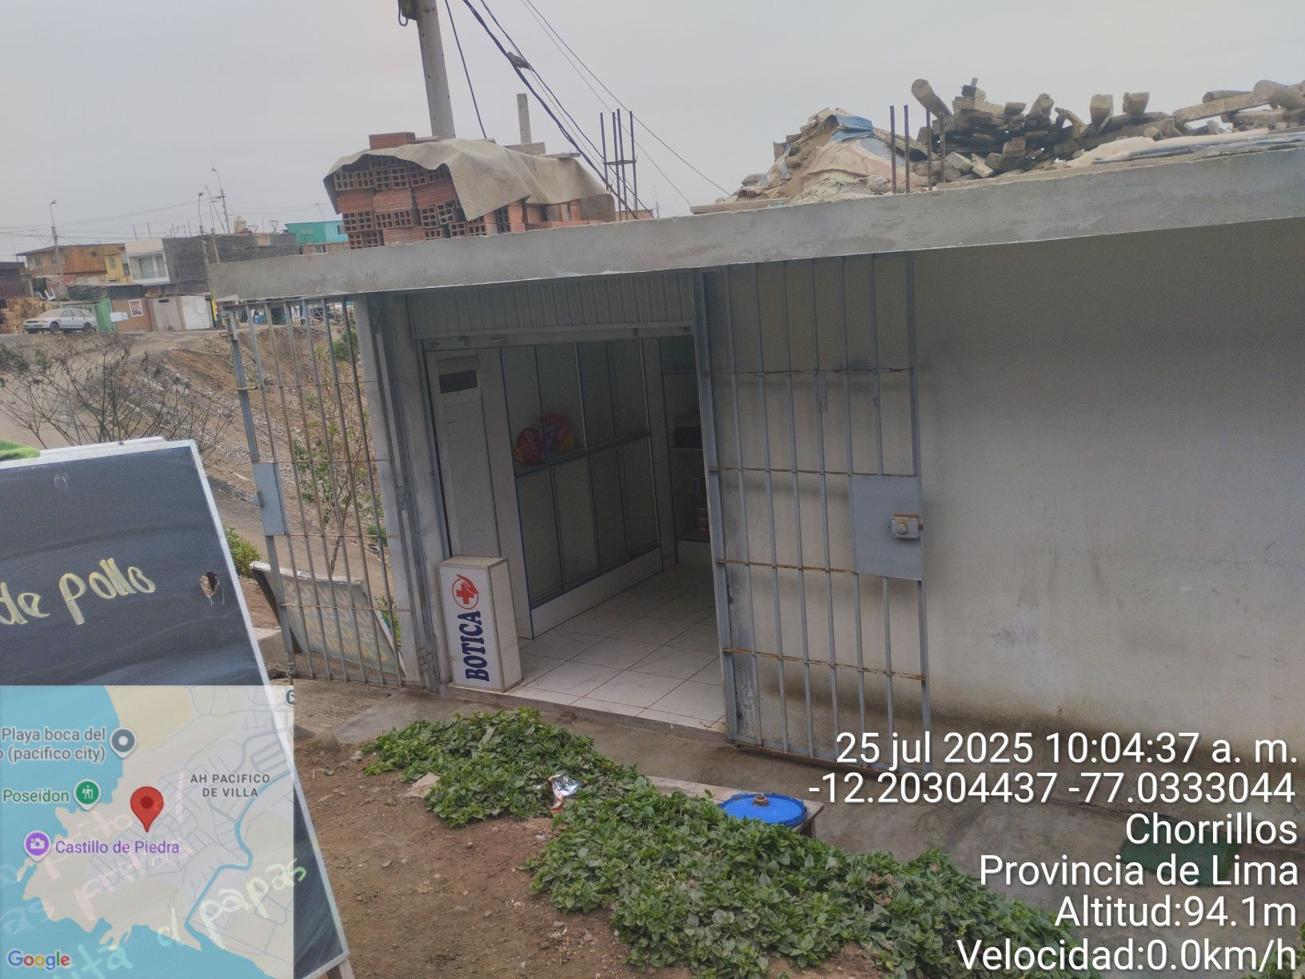 de pollo
BOTICA
Playa boca del
(pacifico city)
AH PACIFICO
DE VILLA
Poseidon
Castillo de Piedra
papas
Google
25 jul 2025 10:04:37 a. m.
-12.20304437 -77.0333044
Chorrillos
Provincia de Lima
Altitud:94.1m
Velocidad:0.0km/h